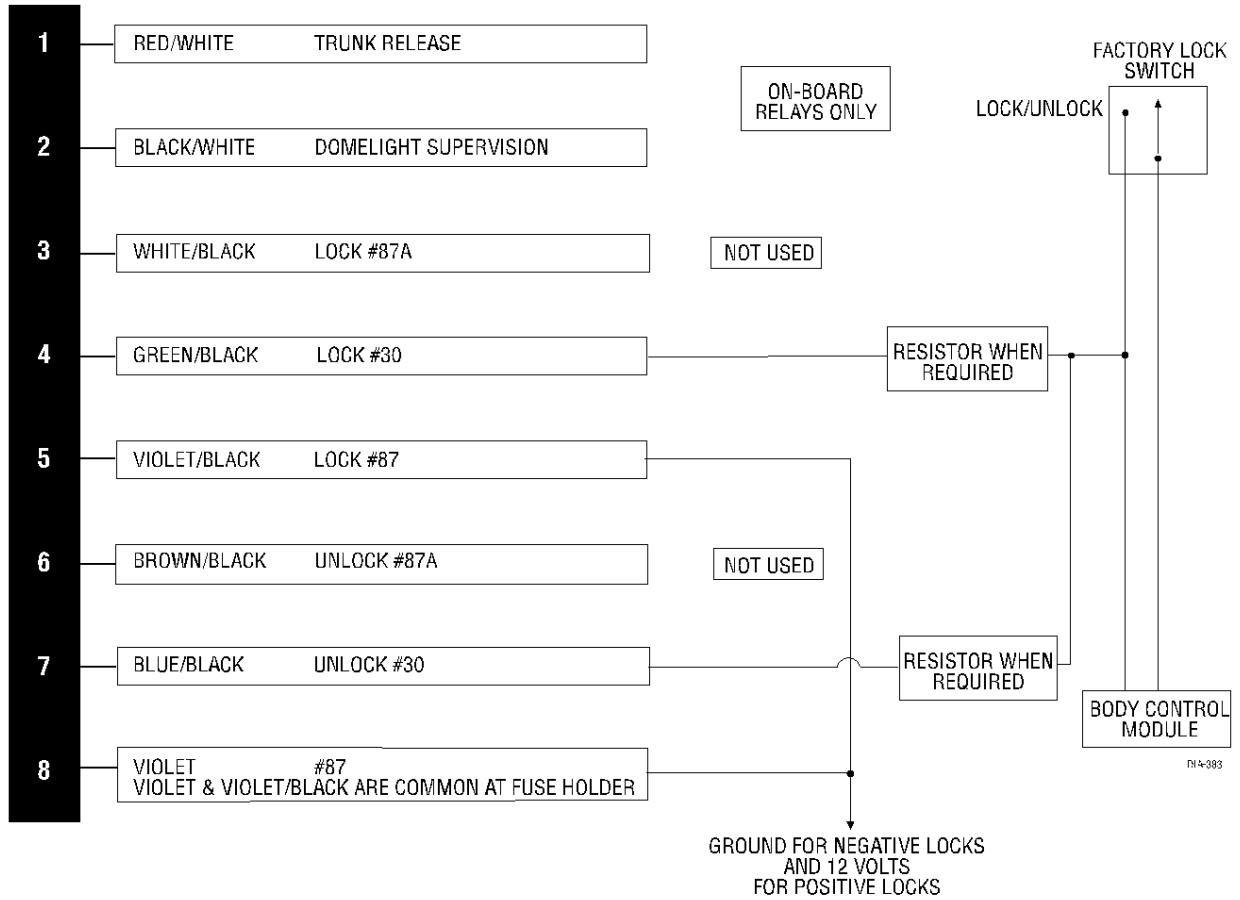 1 RED/WHITE TRUNK RELEASE
FACTORY LOCK
SWITCH
ON-BOARD
RELAYS ONLY
LOCK/UNLOCK
2 BLACK/WHITE DOMELIGHT SUPERVISION
3 WHITE/BLACK LOCK #87A NOT USED
4 GREEN/BLACK LOCK #30
RESISTOR WHEN
REQUIRED
5 VIOLET/BLACK LOCK #87
6 BROWN/BLACK UNLOCK #87A NOT USED
7 BLUE/BLACK UNLOCK #30
RESISTOR WHEN
REQUIRED
BODY CONTROL
MODULE
8 VIOLET #87
VIOLET & VIOLET/BLACK ARE COMMON AT FUSE HOLDER
GROUND FOR NEGATIVE LOCKS
AND 12 VOLTS
FOR POSITIVE LOCKS